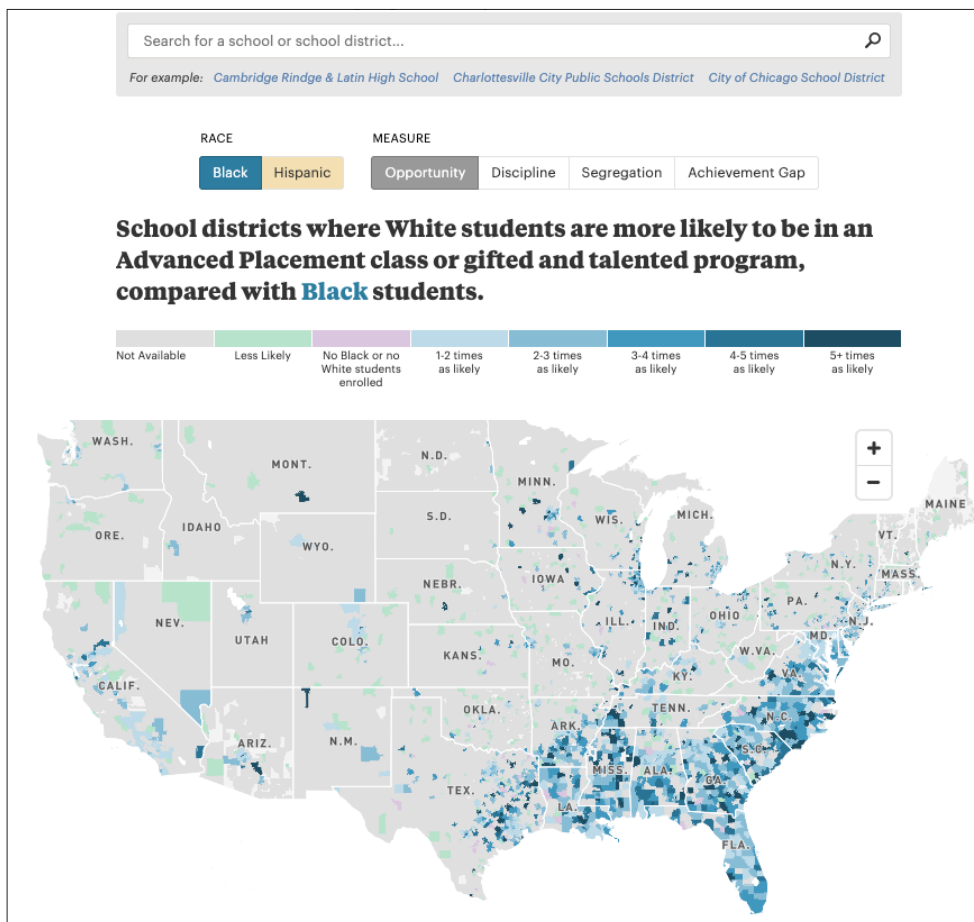 Search for a school or school district...
For example: Cambridge Rindge & Latin High School Charlottesville City Public Schools District City of Chicago School District
RACE MEASURE
Black Hispanic Opportunity Discipline Segregation Achievement Gap
School districts where White students are more likely to be in an
Advanced Placement class or gifted and talented program,
compared with Black students.
Not Available
Less Likely
No Black or no
White students
enrolled
1-2 times
as likely
2-3 times
as likely
3-4 times
as likely
4-5 times
as likely
5+ times
as likely
WASH.
MONT.
N.D.
MINN.
MAINE
ORE.
IDAHO
S.D.
WIS.
MICH.
VT.
WYO.
N.Y.
MASS.
NEBR.
IOWA
PA.
NEV.
UTAH
COLO.
ILL.
IND.
OHIO
N.J.
MD.
KANS.
MO.
W.VA.
VA.
CALIF.
KY.
OKLA.
TENN.
N.C.
ARIZ.
N.M.
ARK.
S.C.
TEX.
MISS.
ALA.
GA.
LA.
FLA.
+
−